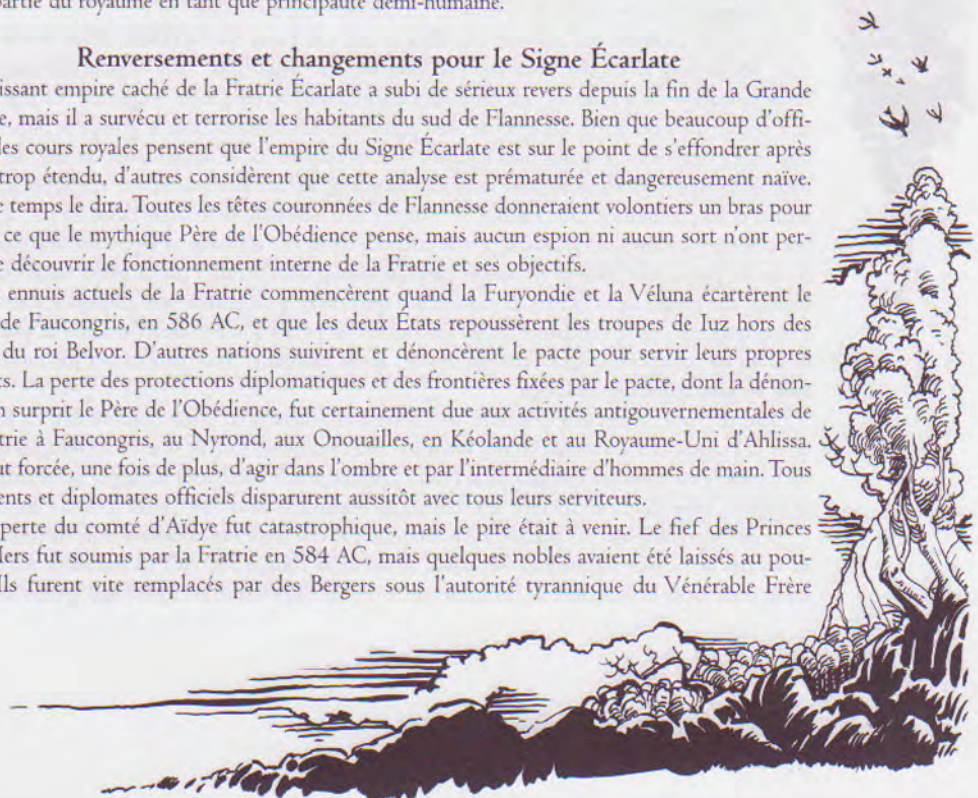 partie du royaume en tant que principauté demi-humaine.
Renversements et changements pour le Signe Écarlate
issant empire caché de la Fratrie Écarlate a subi de sérieux revers depuis la fin de la Grande
e, mais il a survécu et terrorise les habitants du sud de Flannesse. Bien que beaucoup d'offi-
les cours royales pensent que l'empire du Signe Écarlate est sur le point de s'effondrer après
trop étendu, d'autres considèrent que cette analyse est prématurée et dangereusement naïve.
e temps le dira. Toutes les têtes couronnées de Flannesse donneraient volontiers un bras pour
ce que le mythique Père de l'Obédience pense, mais aucun espion ni aucun sort n'ont per-
e découvrir le fonctionnement interne de la Fratrie et ses objectifs.
ennuis actuels de la Fratrie commencèrent quand la Furyondie et la Véluna écartèrent le
de Faucongris, en 586 AC, et que les deux États repoussèrent les troupes de Iuz hors des
du roi Belvor. D'autres nations suivirent et dénoncèrent le pacte pour servir leurs propres
ts. La perte des protections diplomatiques et des frontières fixées par le pacte, dont la dénon-
n surprit le Père de l'Obédience, fut certainement due aux activités antigouvernementales de
trie à Faucongris, au Nyrond, aux Onouailles, en Kéolande et au Royaume-Uni d'Ahlissa.
ut forcée, une fois de plus, d'agir dans l'ombre et par l'intermédiaire d'hommes de main. Tous
ents et diplomates officiels disparurent aussitôt avec tous leurs serviteurs.
perte du comté d'Aïdye fut catastrophique, mais le pire était à venir. Le fief des Princes
Mers fut soumis par la Fratrie en 584 AC, mais quelques nobles avaient été laissés au pou-
Ils furent vite remplacés par des Bergers sous l'autorité tyrannique du Vénérable Frère